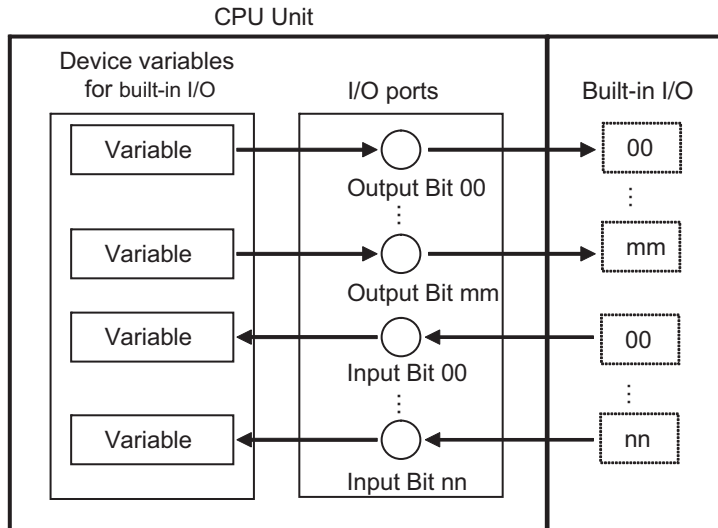 CPU Unit
Device variables
for built-in I/O
I/O ports
Built-in I/O
Variable
00
Output Bit 00
⋮
⋮
Variable
mm
Output Bit mm
Variable
00
Input Bit 00
⋮
⋮
Variable
nn
Input Bit nn